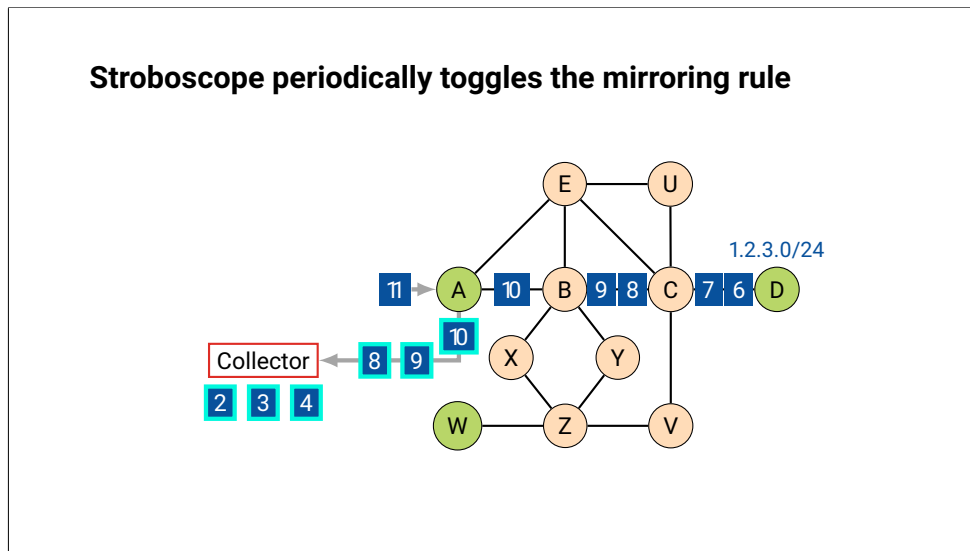 Stroboscope periodically toggles the mirroring rule
E U
1.2.3.0/24
11 A 10 B 9 8 C 7 6 D
10
Collector 8 9 X Y
2 3 4
W Z V